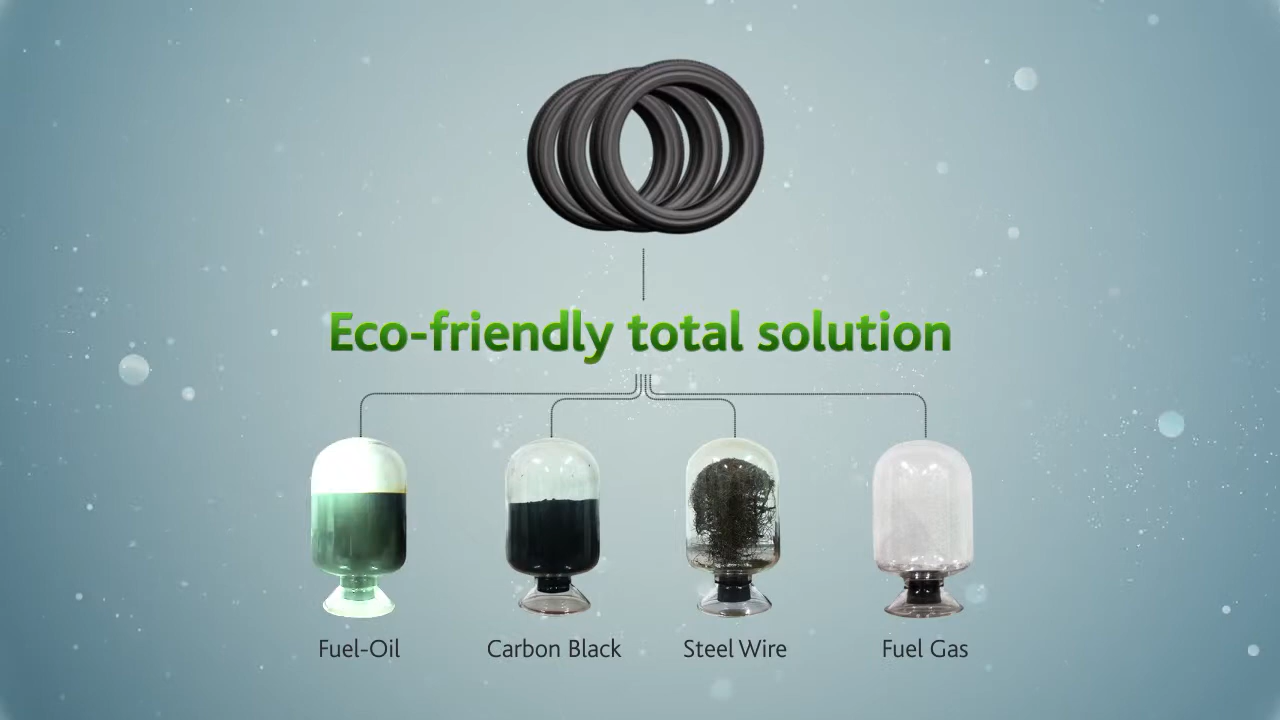 Eco-friendly total solution
Fuel-Oil
Carbon Black
Steel Wire
Fuel Gas